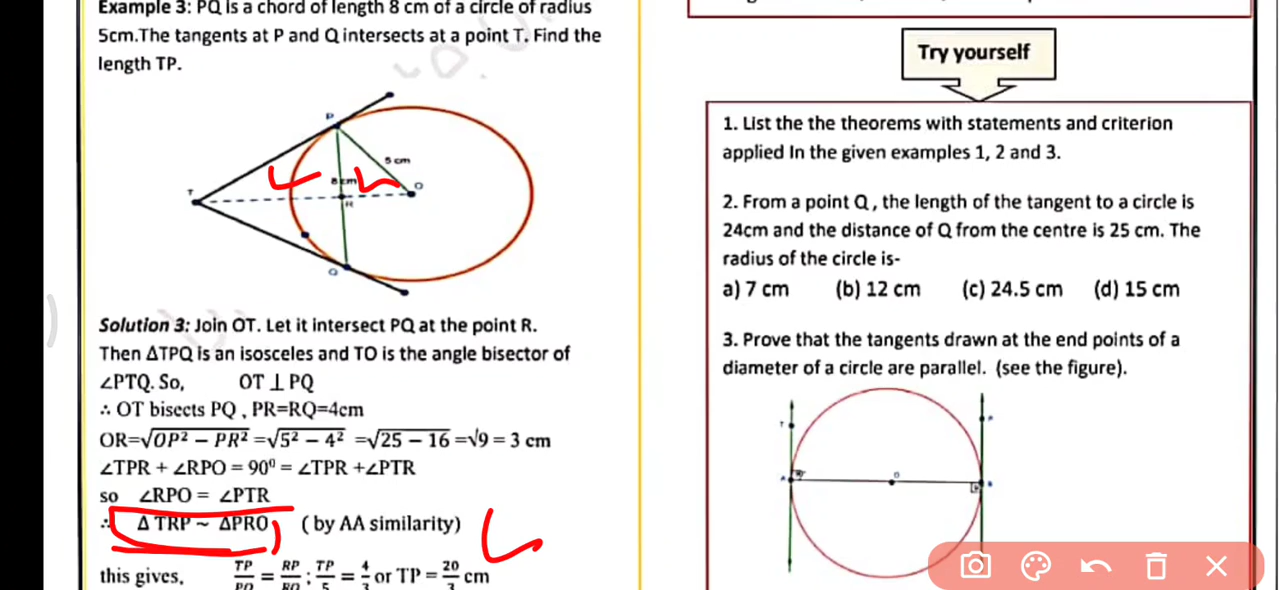 Example 3: PQ is a chord of length 8 cm of a circle of radius
5cm.The tangents at P and Q intersects at a point T. Find the
length TP.
P
5 cm
T
8 cm
O
R
Q
Solution 3: Join OT. Let it intersect PQ at the point R.
Then ΔTPQ is an isosceles and TO is the angle bisector of
∠PTQ. So, OT ⊥ PQ
∴ OT bisects PQ , PR=RQ=4cm
OR=√OP² − PR² =√5² − 4² =√25 − 16 =√9 = 3 cm
∠TPR + ∠RPO = 90⁰ = ∠TPR +∠PTR
so ∠RPO = ∠PTR
∴ Δ TRP ~ ΔPRO ( by AA similarity)
this gives, TP/PO = RP/RO ; TP/5 = 4/3 or TP = 20/3 cm
Try yourself
1. List the the theorems with statements and criterion
applied In the given examples 1, 2 and 3.
2. From a point Q , the length of the tangent to a circle is
24cm and the distance of Q from the centre is 25 cm. The
radius of the circle is-
a) 7 cm (b) 12 cm (c) 24.5 cm (d) 15 cm
3. Prove that the tangents drawn at the end points of a
diameter of a circle are parallel. (see the figure).